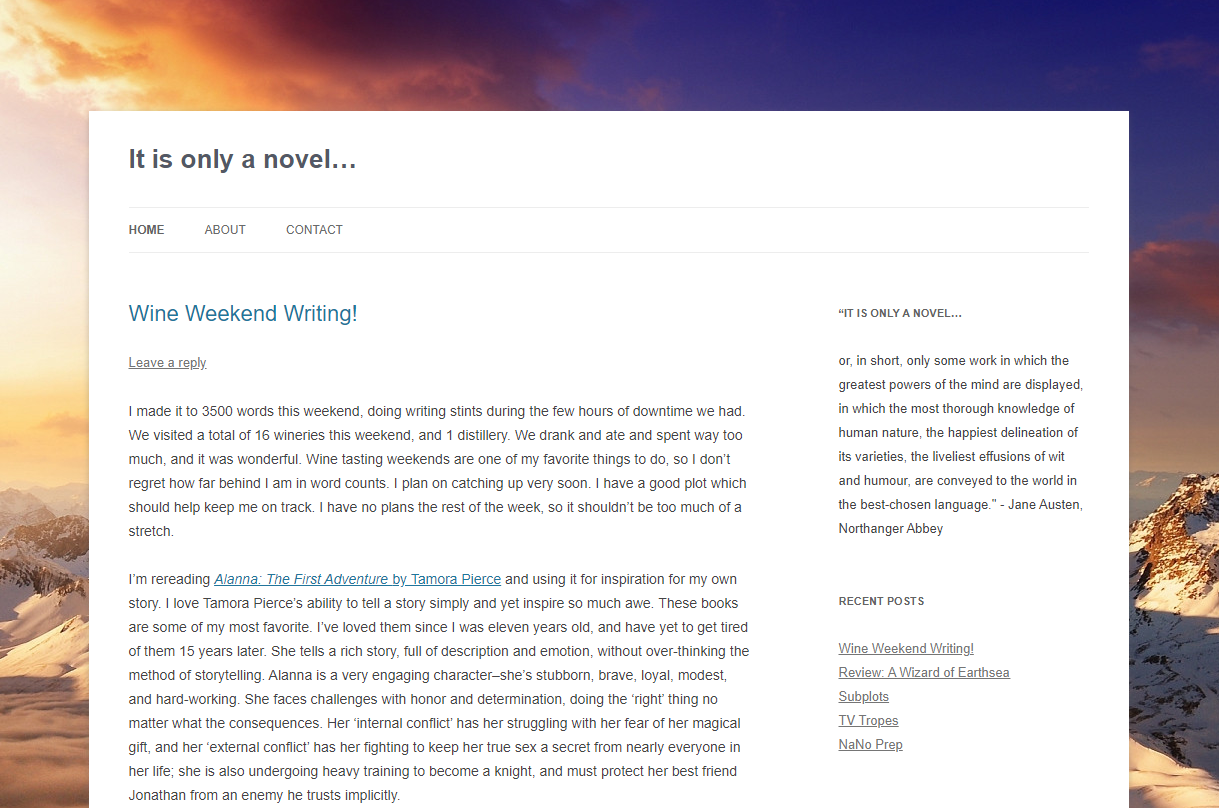 It is only a novel…
HOME ABOUT CONTACT
Wine Weekend Writing!
Leave a reply
I made it to 3500 words this weekend, doing writing stints during the few hours of downtime we had.
We visited a total of 16 wineries this weekend, and 1 distillery. We drank and ate and spent way too
much, and it was wonderful. Wine tasting weekends are one of my favorite things to do, so I don’t
regret how far behind I am in word counts. I plan on catching up very soon. I have a good plot which
should help keep me on track. I have no plans the rest of the week, so it shouldn’t be too much of a
stretch.
I’m rereading Alanna: The First Adventure by Tamora Pierce and using it for inspiration for my own
story. I love Tamora Pierce’s ability to tell a story simply and yet inspire so much awe. These books
are some of my most favorite. I’ve loved them since I was eleven years old, and have yet to get tired
of them 15 years later. She tells a rich story, full of description and emotion, without over-thinking the
method of storytelling. Alanna is a very engaging character–she’s stubborn, brave, loyal, modest,
and hard-working. She faces challenges with honor and determination, doing the ‘right’ thing no
matter what the consequences. Her ‘internal conflict’ has her struggling with her fear of her magical
gift, and her ‘external conflict’ has her fighting to keep her true sex a secret from nearly everyone in
her life; she is also undergoing heavy training to become a knight, and must protect her best friend
Jonathan from an enemy he trusts implicitly.
“IT IS ONLY A NOVEL…
or, in short, only some work in which the
greatest powers of the mind are displayed,
in which the most thorough knowledge of
human nature, the happiest delineation of
its varieties, the liveliest effusions of wit
and humour, are conveyed to the world in
the best-chosen language.” - Jane Austen,
Northanger Abbey
RECENT POSTS
Wine Weekend Writing!
Review: A Wizard of Earthsea
Subplots
TV Tropes
NaNo Prep